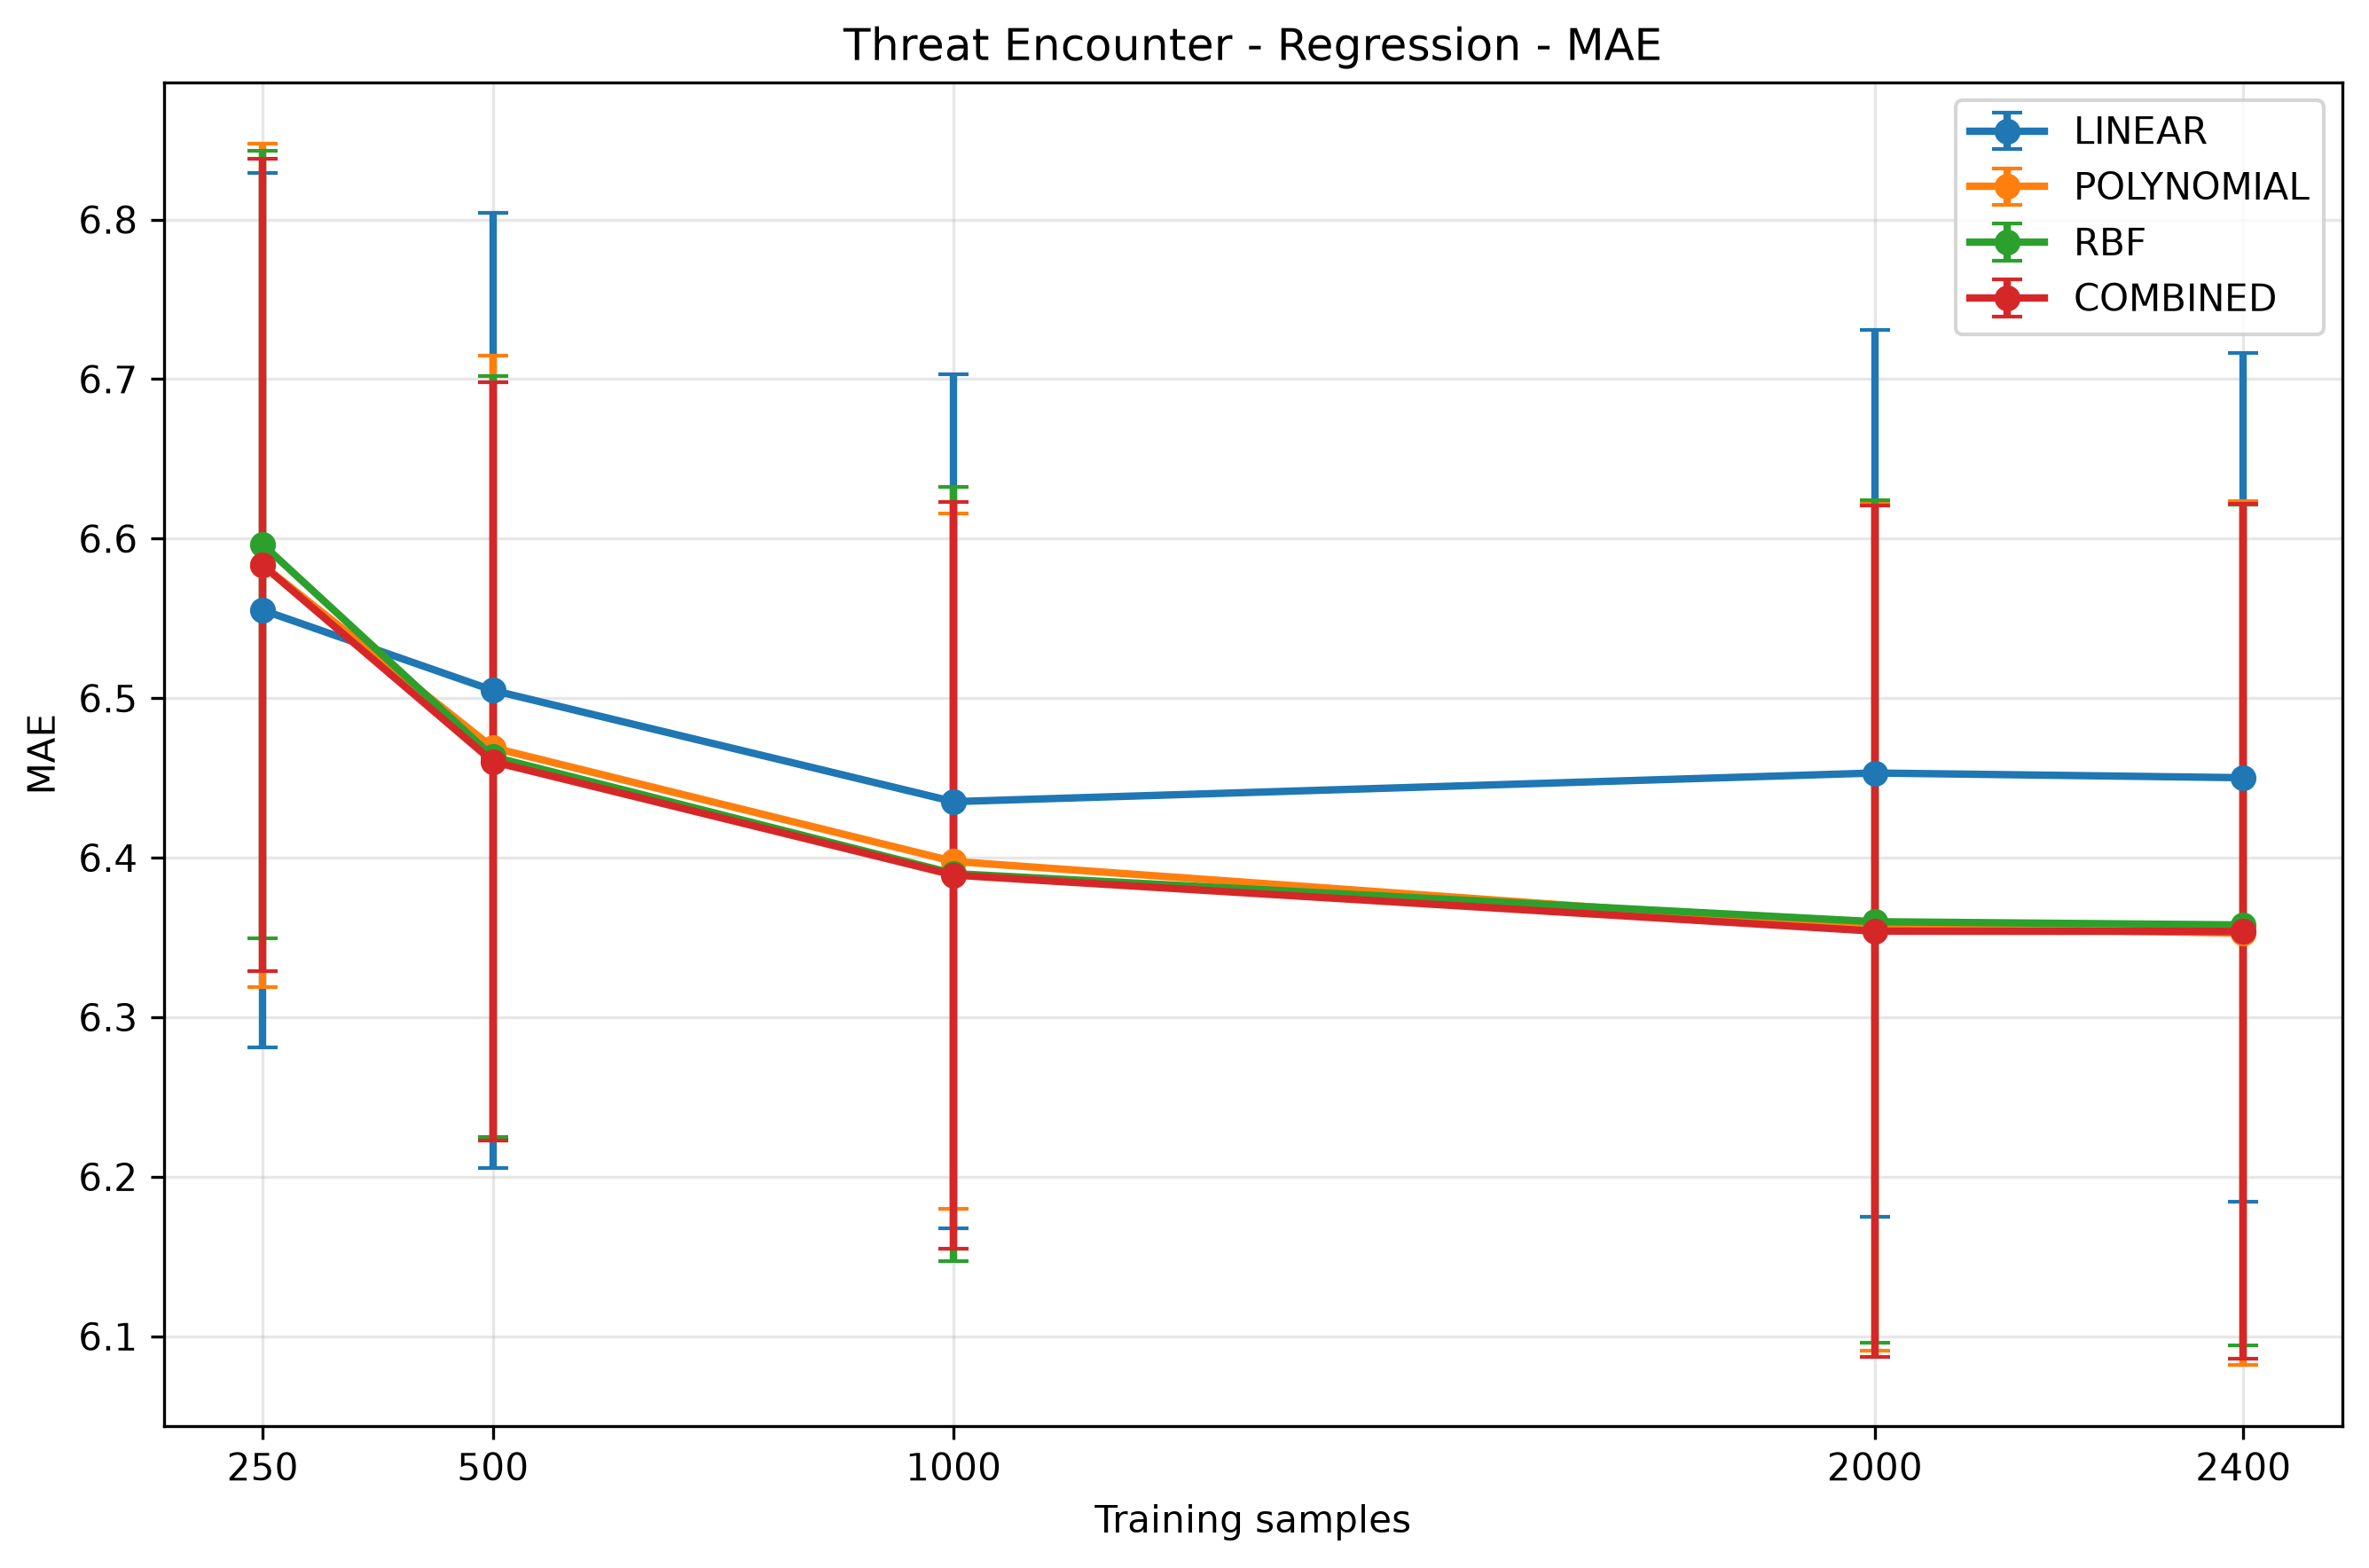 Threat Encounter - Regression - MAE
LINEAR
POLYNOMIAL
RBF
COMBINED
MAE
6.8
6.7
6.6
6.5
6.4
6.3
6.2
6.1
250 500 1000 2000 2400
Training samples